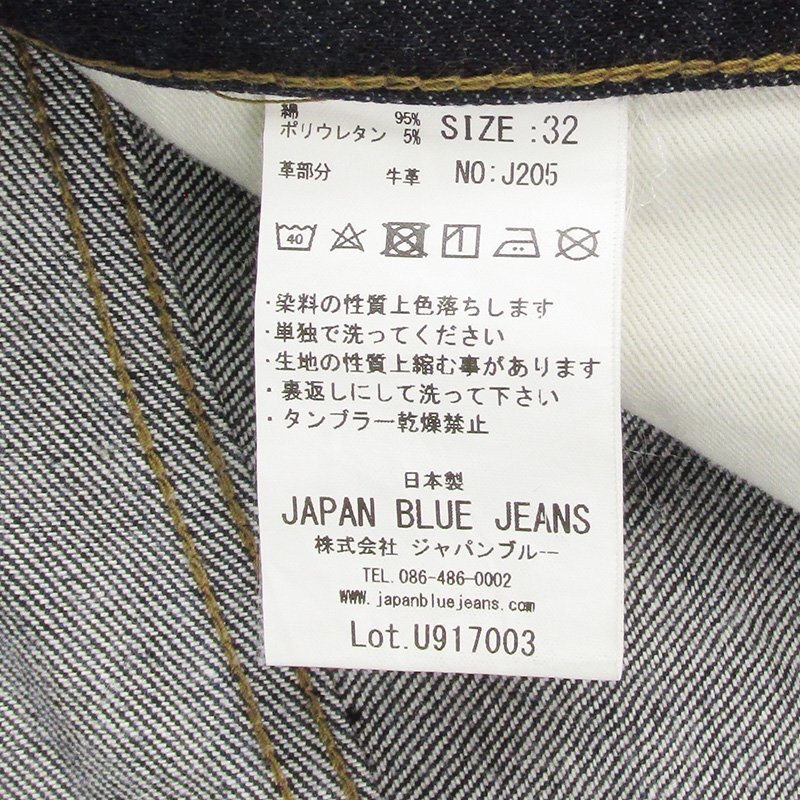 綿 95%
ポリウレタン 5% SIZE :32
革部分 牛革 NO:J205
40
・染料の性質上色落ちします
・単独で洗ってください
・生地の性質上縮む事があります
・裏返しにして洗って下さい
・タンブラー乾燥禁止
日本製
JAPAN BLUE JEANS
株式会社 ジャパンブルー
TEL.086-486-0002
WWW.japanbluejeans.com
Lot.U917003